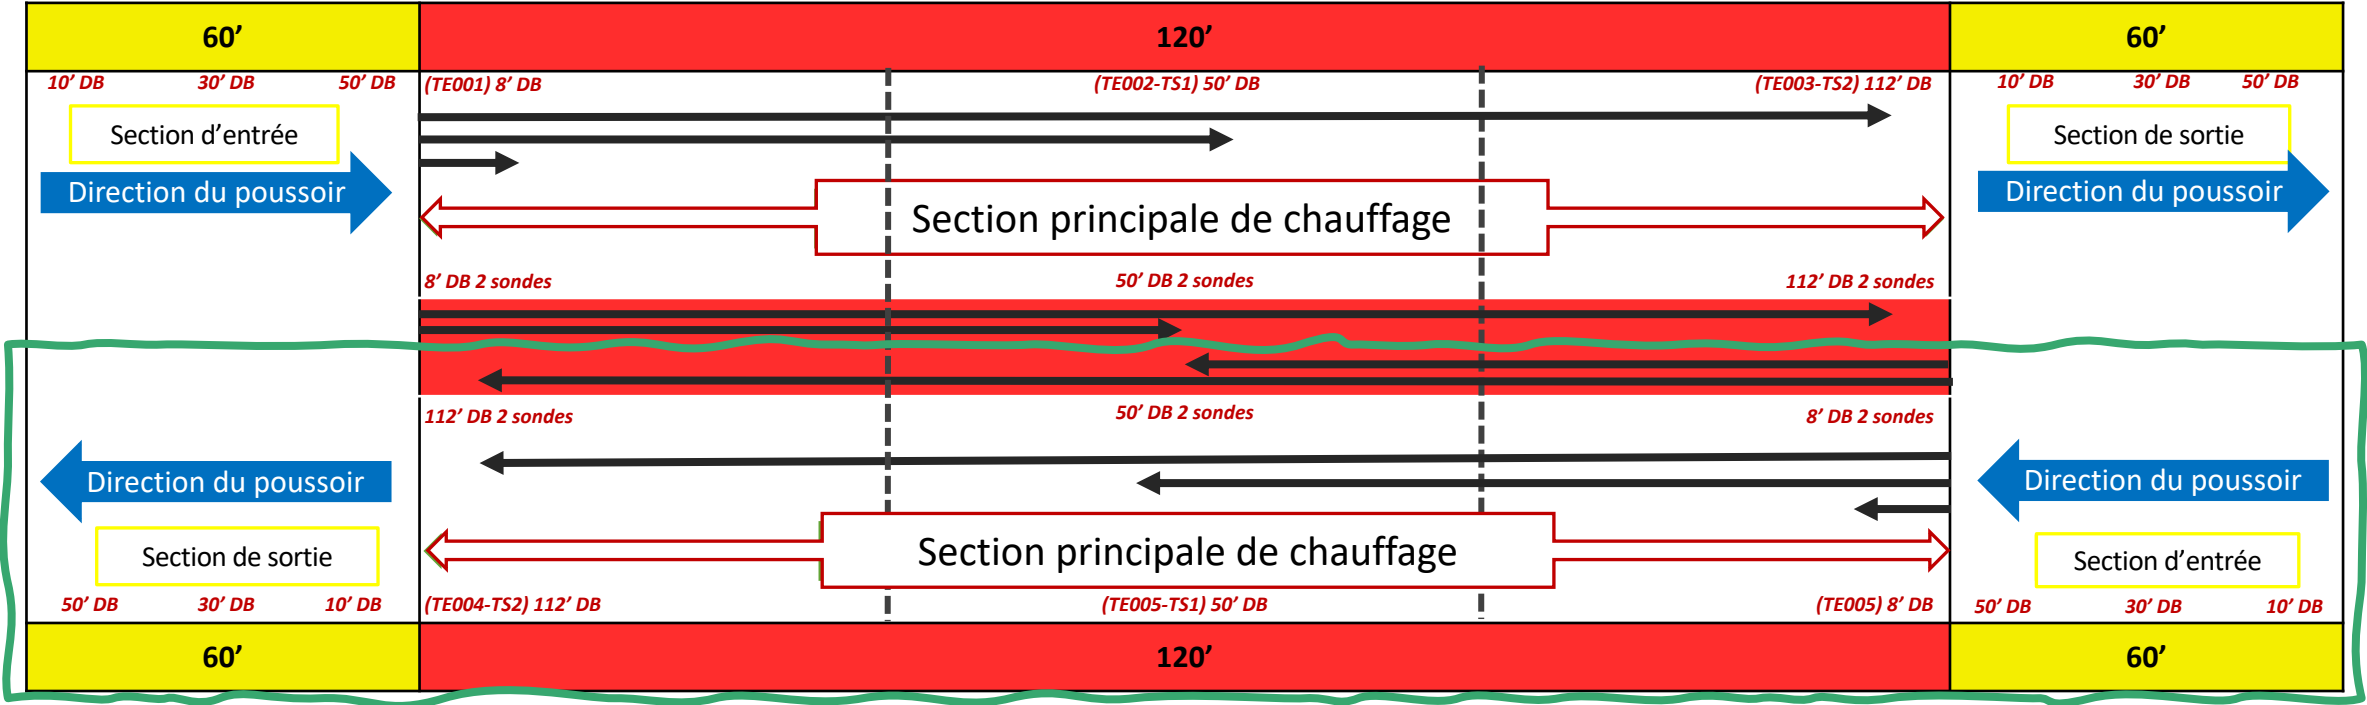 60’ 120’ 60’
10’ DB 30’ DB 50’ DB (TE001) 8’ DB (TE002-TS1) 50’ DB (TE003-TS2) 112’ DB 10’ DB 30’ DB 50’ DB
Section d’entrée Section de sortie
Direction du poussoir Section principale de chauffage Direction du poussoir
8’ DB 2 sondes 50’ DB 2 sondes 112’ DB 2 sondes
112’ DB 2 sondes 50’ DB 2 sondes 8’ DB 2 sondes
Direction du poussoir Direction du poussoir
Section de sortie Section principale de chauffage Section d’entrée
50’ DB 30’ DB 10’ DB (TE004-TS2) 112’ DB (TE005-TS1) 50’ DB (TE005) 8’ DB 50’ DB 30’ DB 10’ DB
60’ 120’ 60’